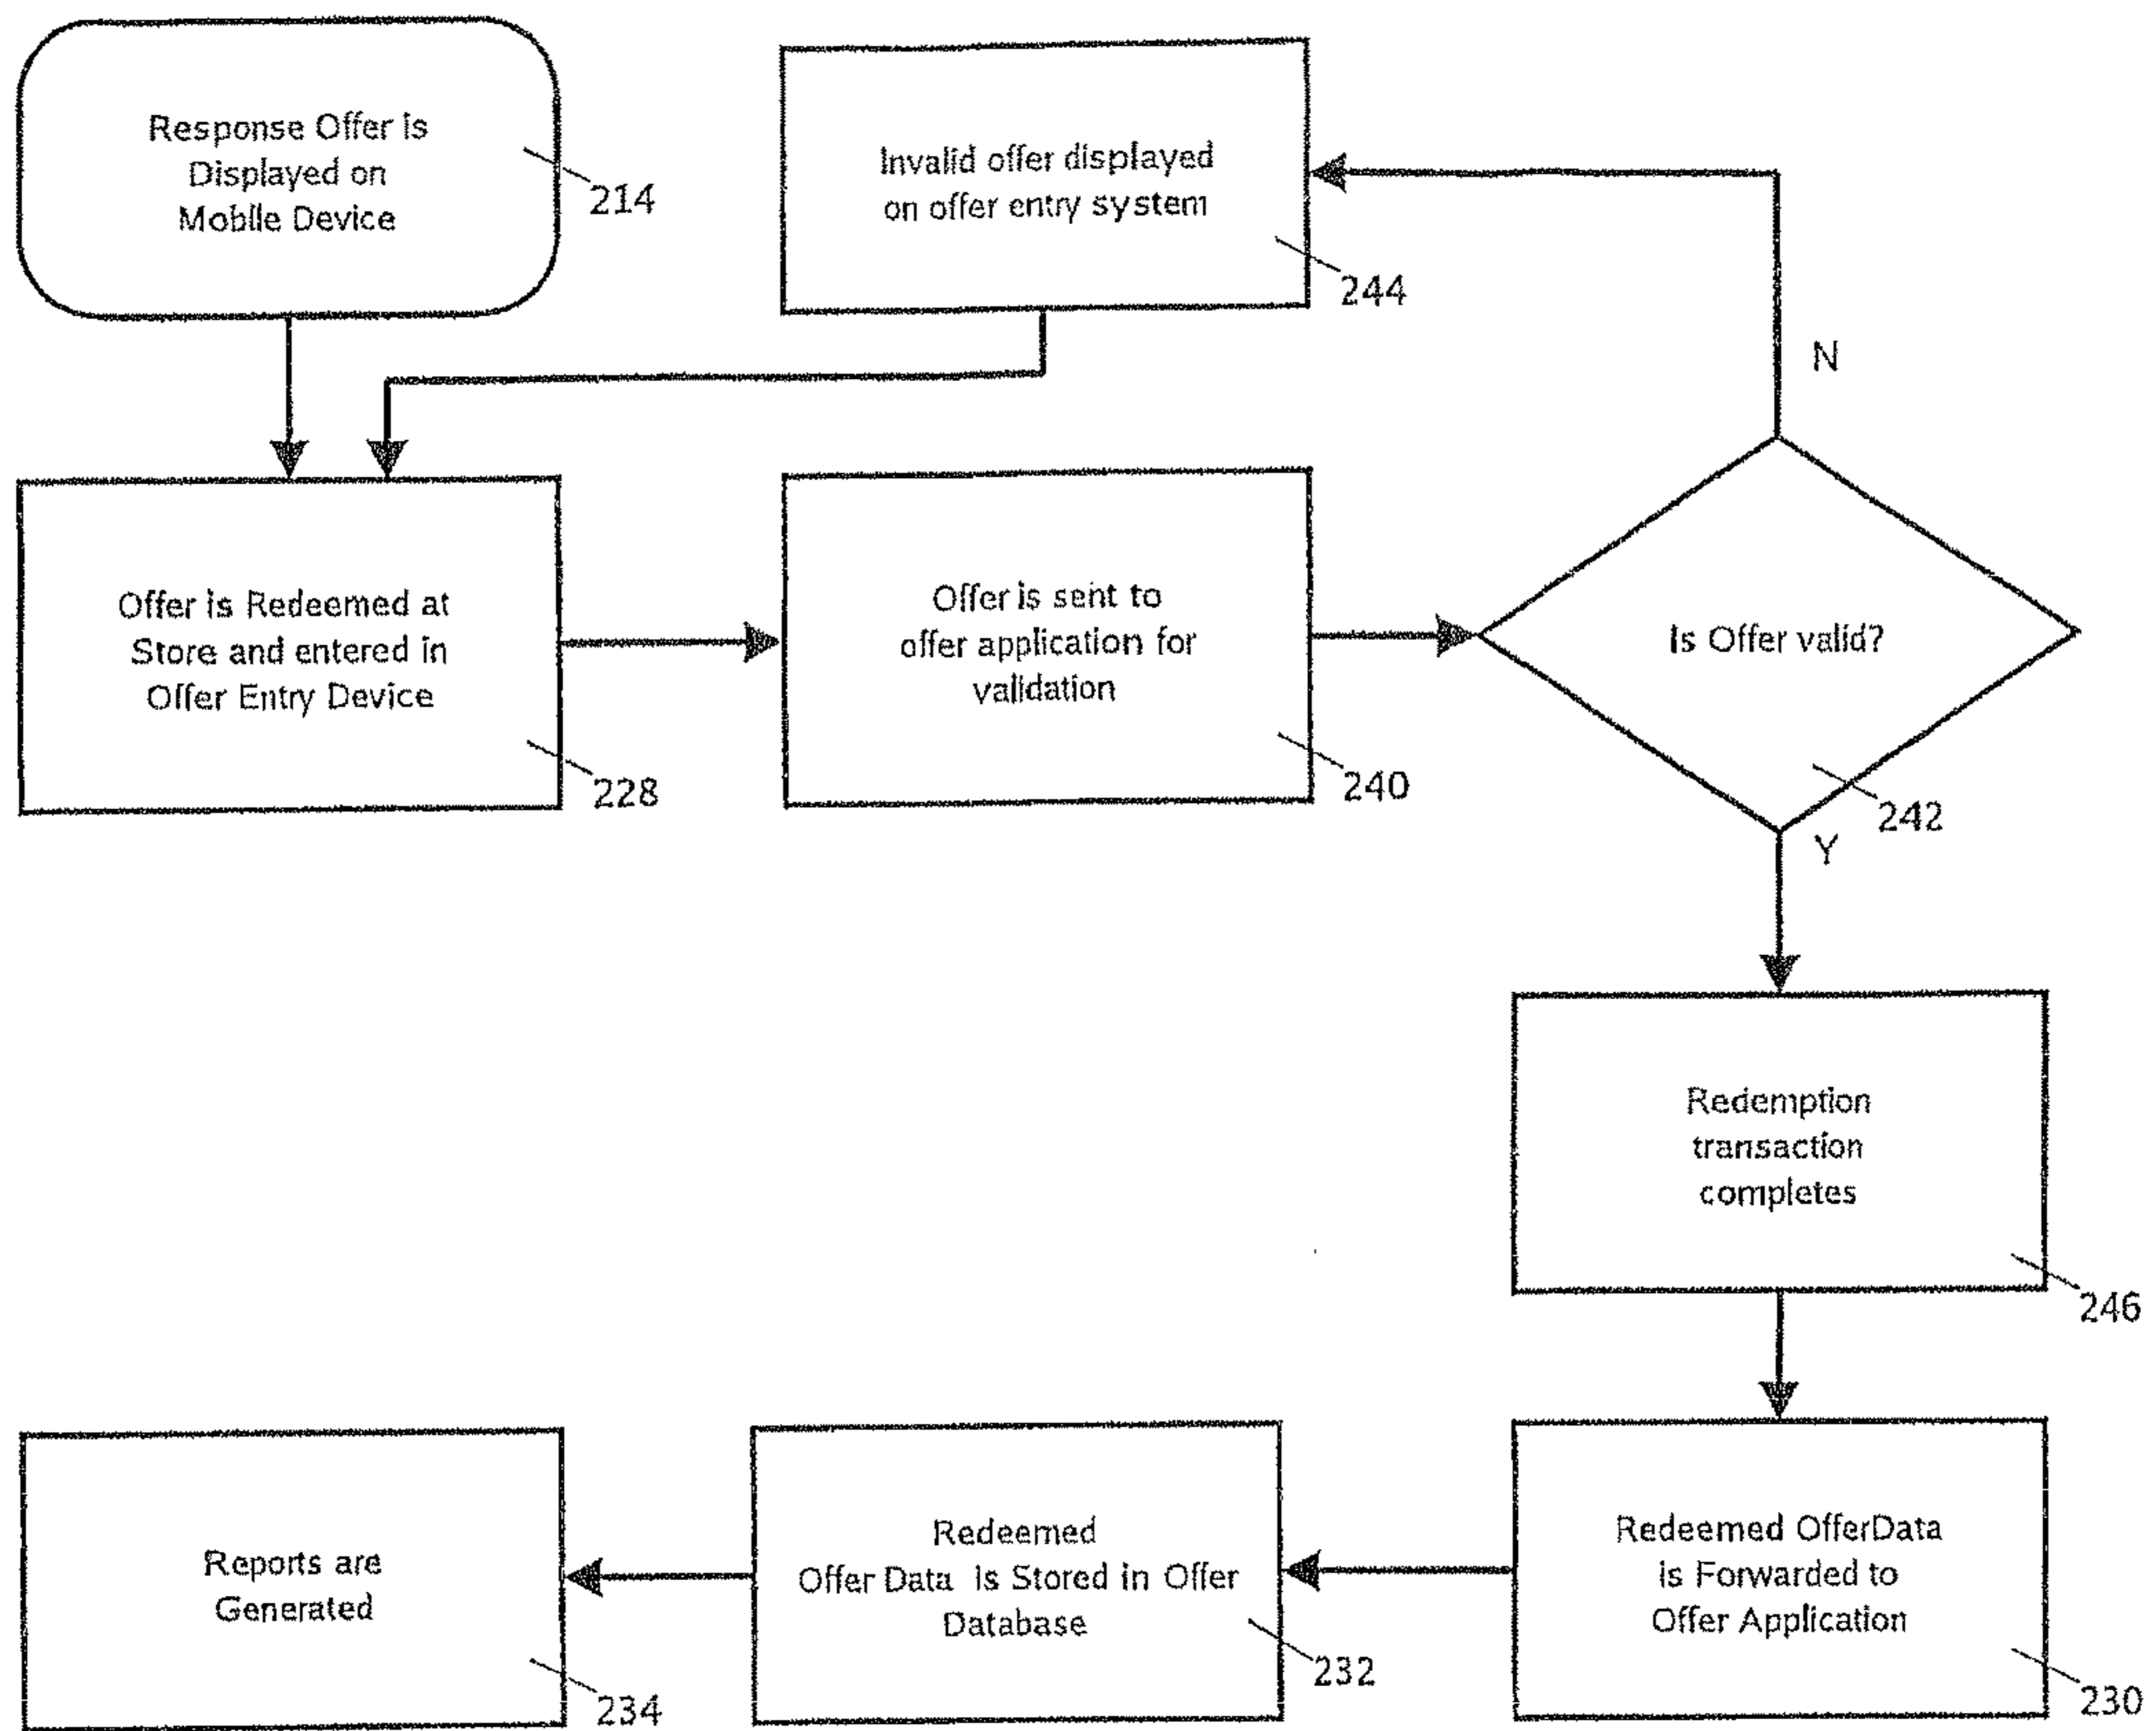 Response Offer is
Displayed on
Mobile Device
214
Invalid offer displayed
on offer entry system
244
N
Offer is Redeemed at
Store and entered in
Offer Entry Device
228
Offer is sent to
offer application for
validation
240
Is Offer valid?
242
Y
Redemption
transaction
completes
246
Reports are
Generated
234
Redeemed
Offer Data is Stored in Offer
Database
232
Redeemed OfferData
is Forwarded to
Offer Application
230